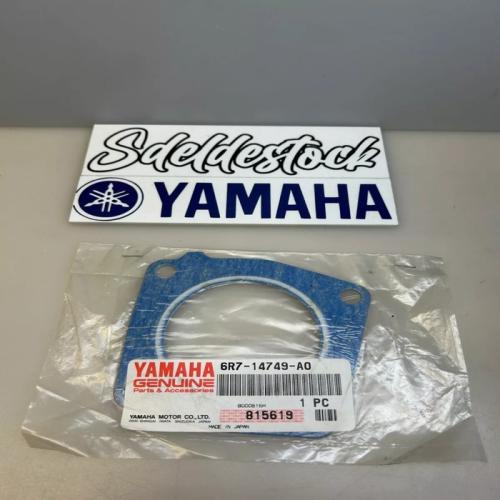 Sdeldestock
YAMAHA
YAMAHA 6R7-14749-A0
GENUINE
Parts & Accessories
1 PC
YAMAHA MOTOR CO., LTD. 815619
MADE IN JAPAN